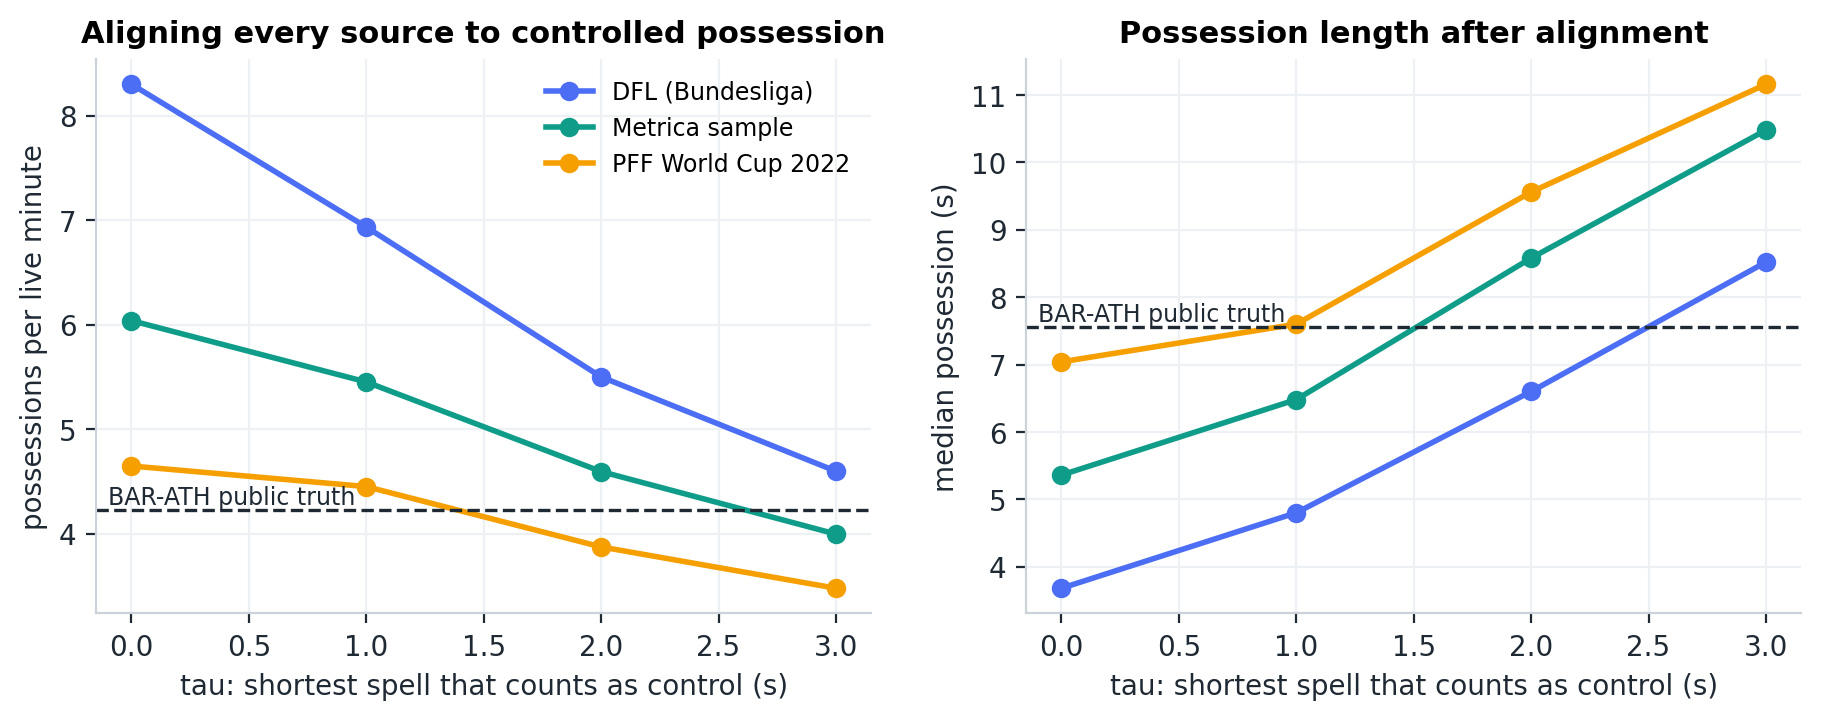 Aligning every source to controlled possession
possessions per live minute
8
7
6
5
4
DFL (Bundesliga)
Metrica sample
PFF World Cup 2022
BAR-ATH public truth
0.0 0.5 1.0 1.5 2.0 2.5 3.0
tau: shortest spell that counts as control (s)
Possession length after alignment
median possession (s)
11
10
9
8
7
6
5
4
BAR-ATH public truth
0.0 0.5 1.0 1.5 2.0 2.5 3.0
tau: shortest spell that counts as control (s)